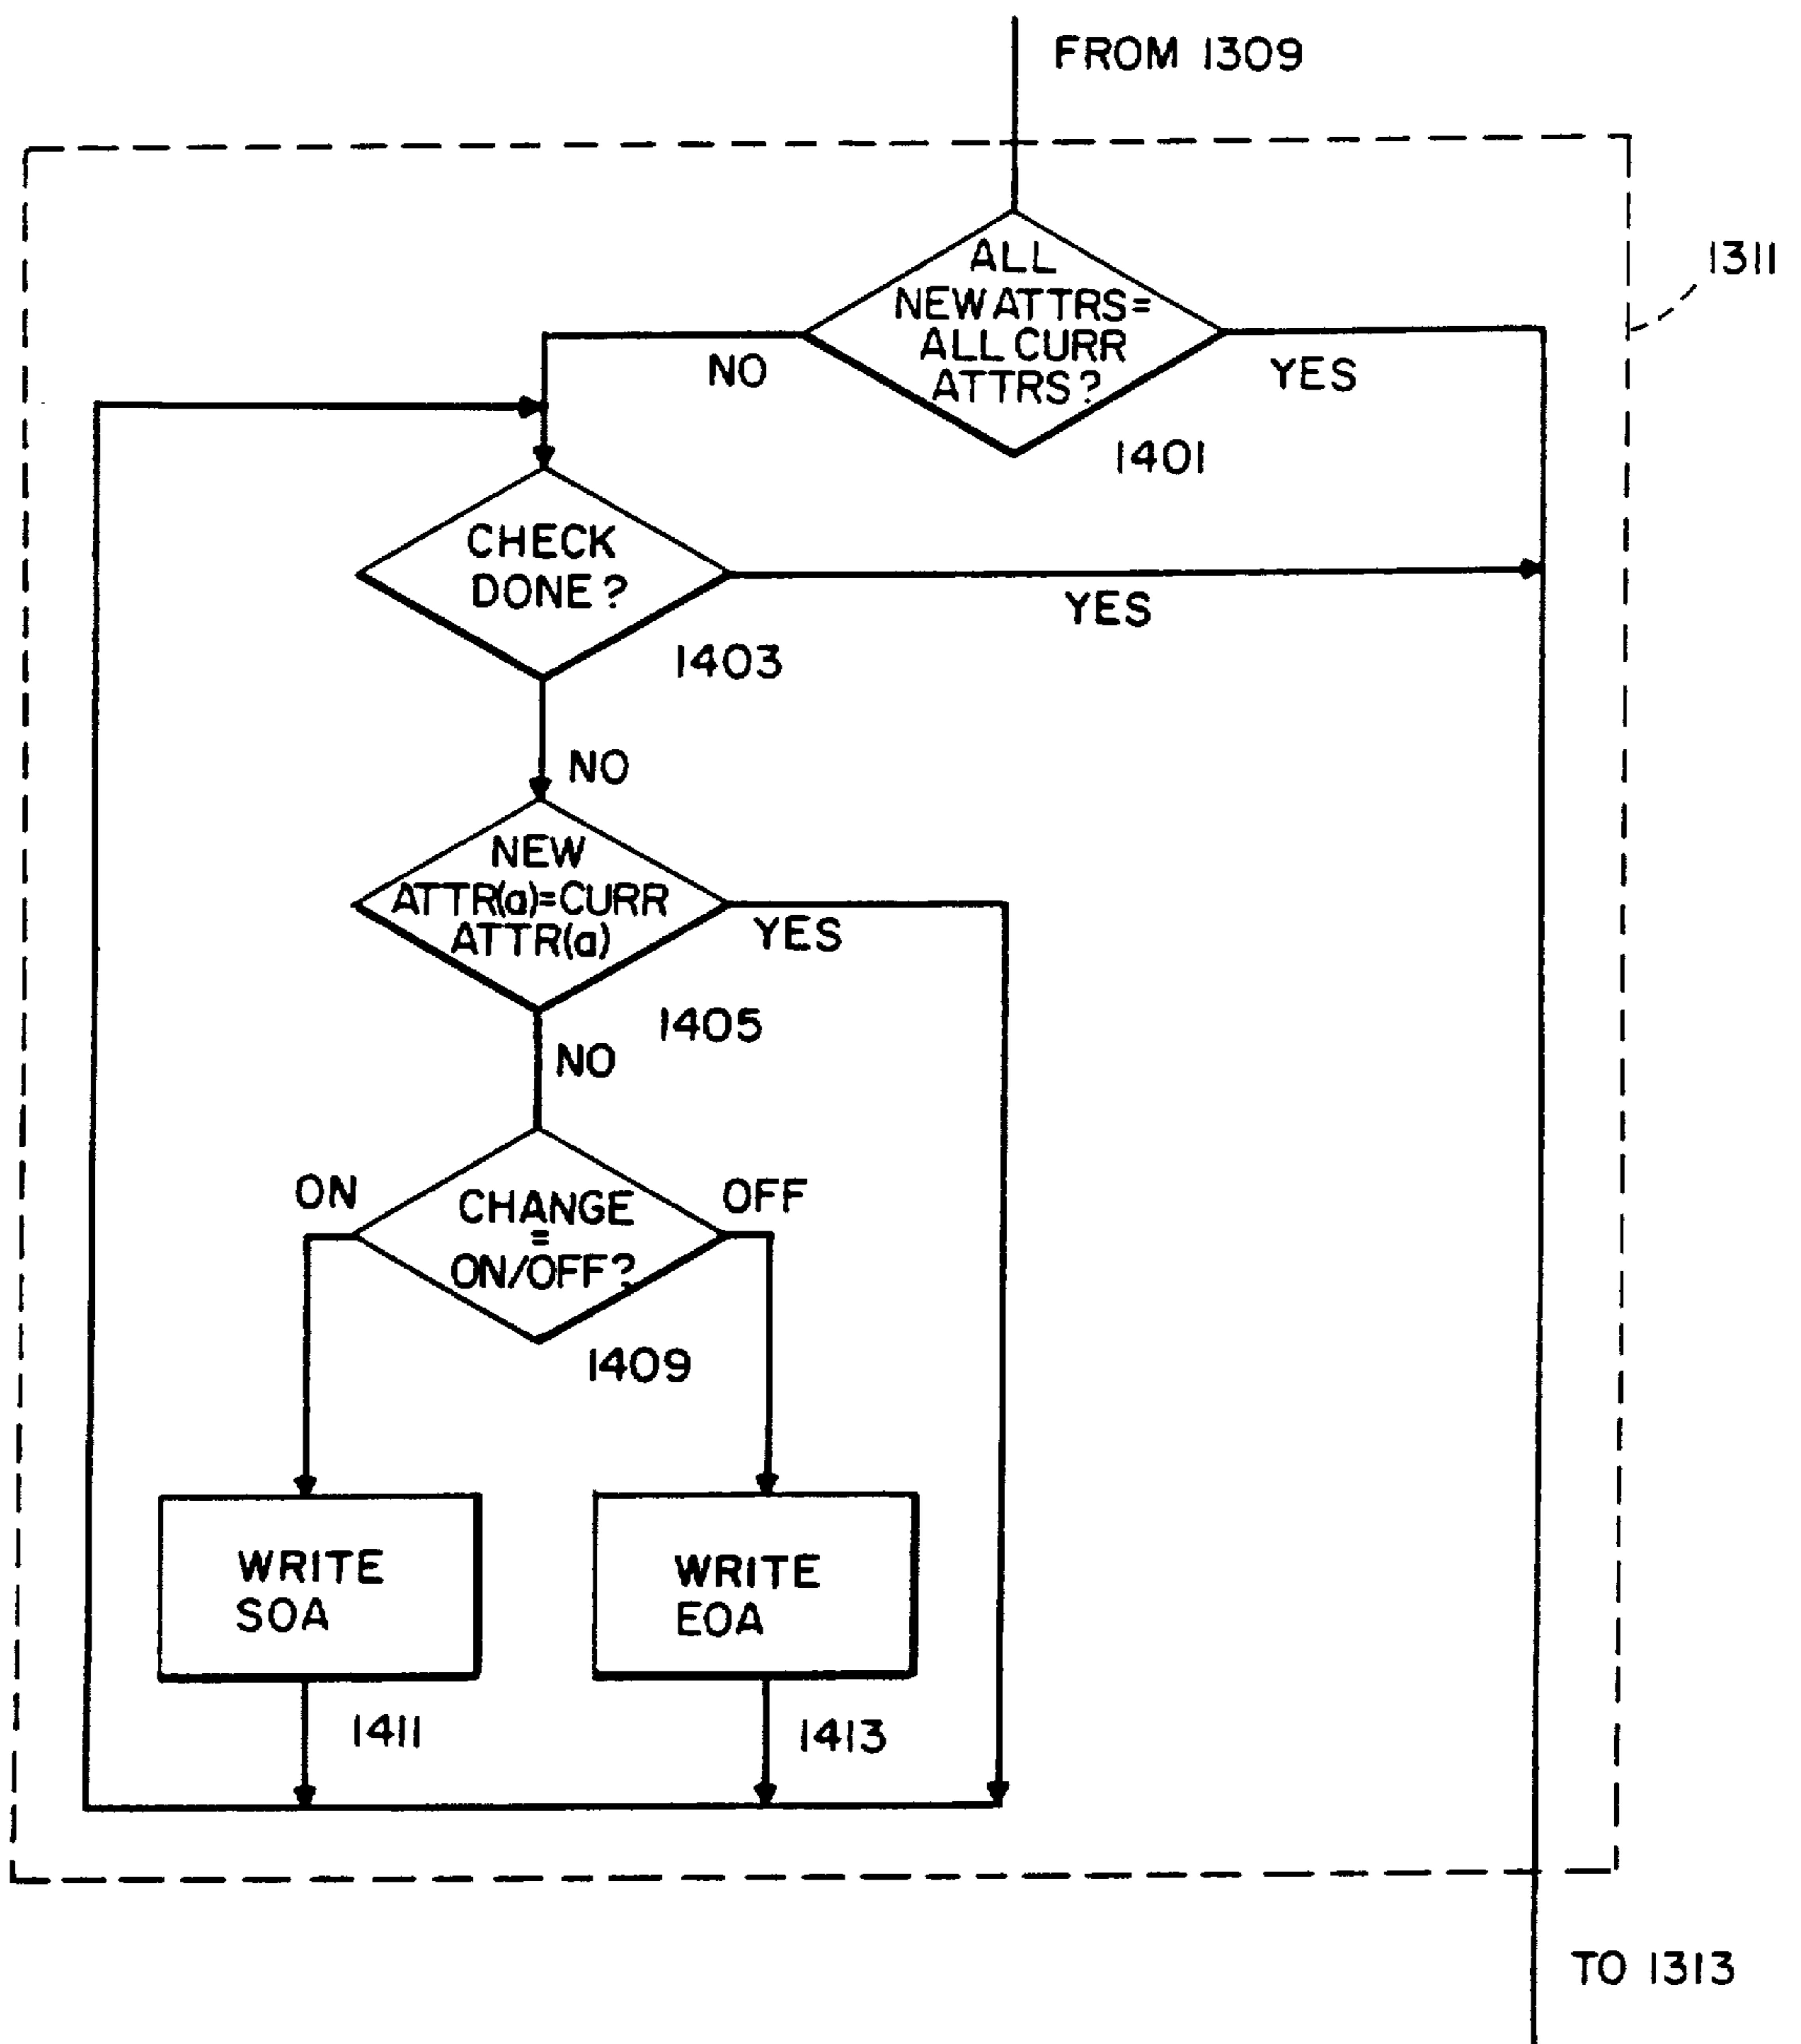 FROM 1309
1311
ALL
NEW ATTRS=
ALL CURR
ATTRS?
NO
YES
1401
CHECK
DONE?
YES
1403
NO
NEW
ATTR(a)=CURR
ATTR(a)
YES
1405
NO
ON
OFF
CHANGE
=
ON/OFF?
1409
WRITE
SOA
WRITE
EOA
1411
1413
TO 1313